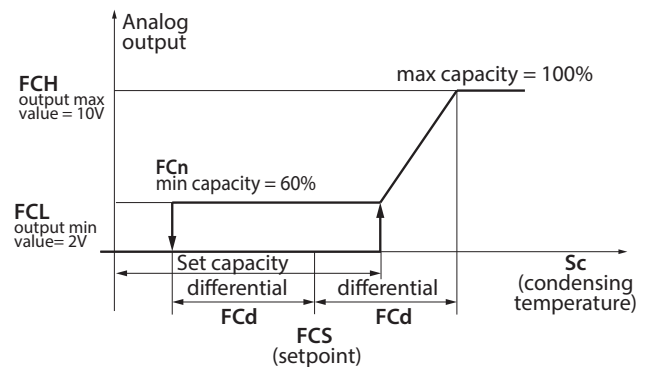 Analog
output
FCH
output max
value = 10V
max capacity = 100%
FCn
min capacity = 60%
FCL
output min
value= 2V
Set capacity
Sc
(condensing
temperature)
differential
differential
FCd
FCd
FCS
(setpoint)